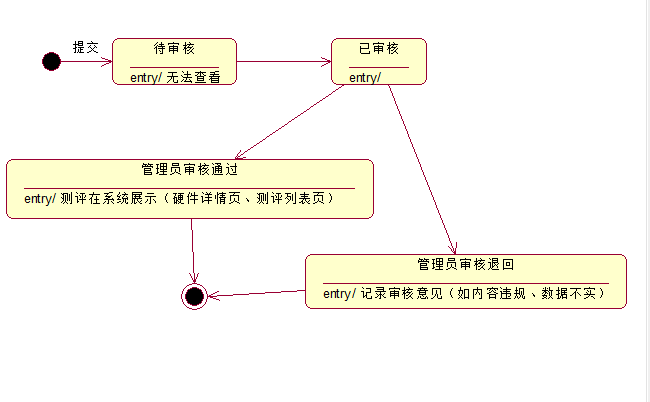 提交
待审核
entry/ 无法查看
已审核
entry/
管理员审核通过
entry/ 测评在系统展示（硬件详情页、测评列表页）
管理员审核退回
entry/ 记录审核意见（如内容违规、数据不实）